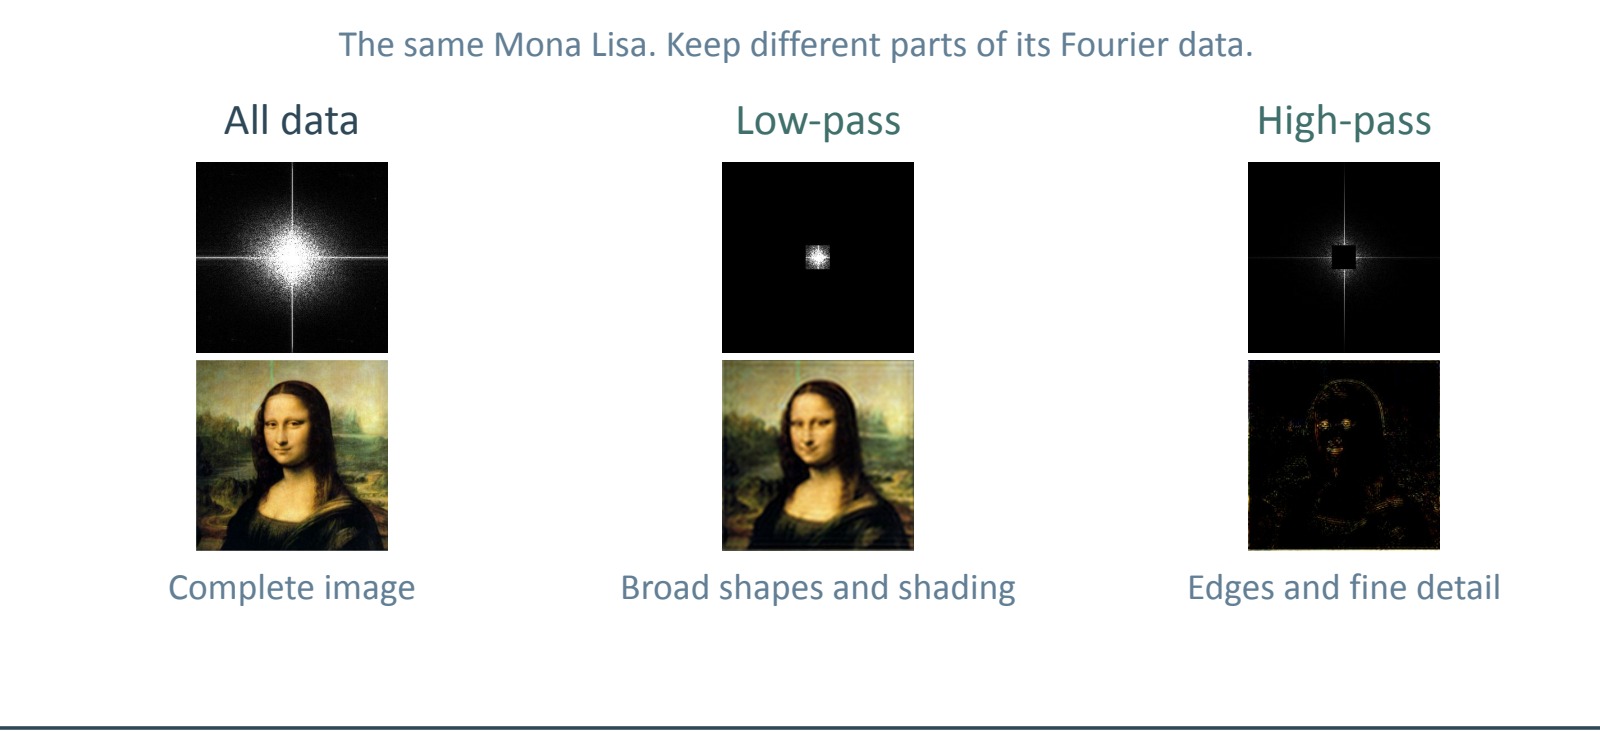 The same Mona Lisa. Keep different parts of its Fourier data.
All data
Low-pass
High-pass
Complete image
Broad shapes and shading
Edges and fine detail